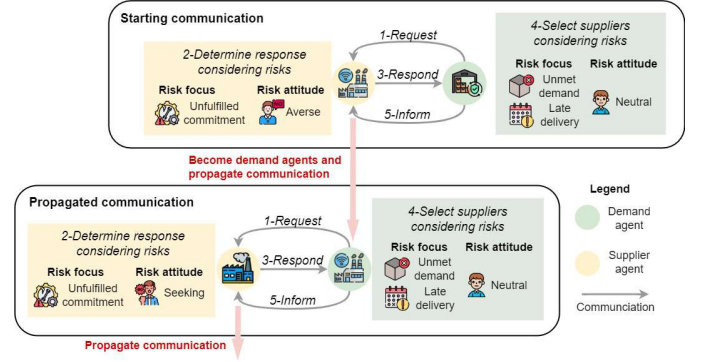 Starting communication
2-Determine response
considering risks
Risk focus
Risk attitude
Unfulfilled
commitment
Averse
1-Request
3-Respond
5-Inform
4-Select suppliers
considering risks
Risk focus
Risk attitude
Unmet
demand
Late
delivery
Neutral
Become demand agents and
propagate communication
Propagated communication
2-Determine response
considering risks
Risk focus
Risk attitude
Unfulfilled
commitment
Seeking
1-Request
3-Respond
5-Inform
4-Select suppliers
considering risks
Risk focus
Risk attitude
Unmet
demand
Late
delivery
Neutral
Propagate communication
Legend
Demand
agent
Supplier
agent
Communciation